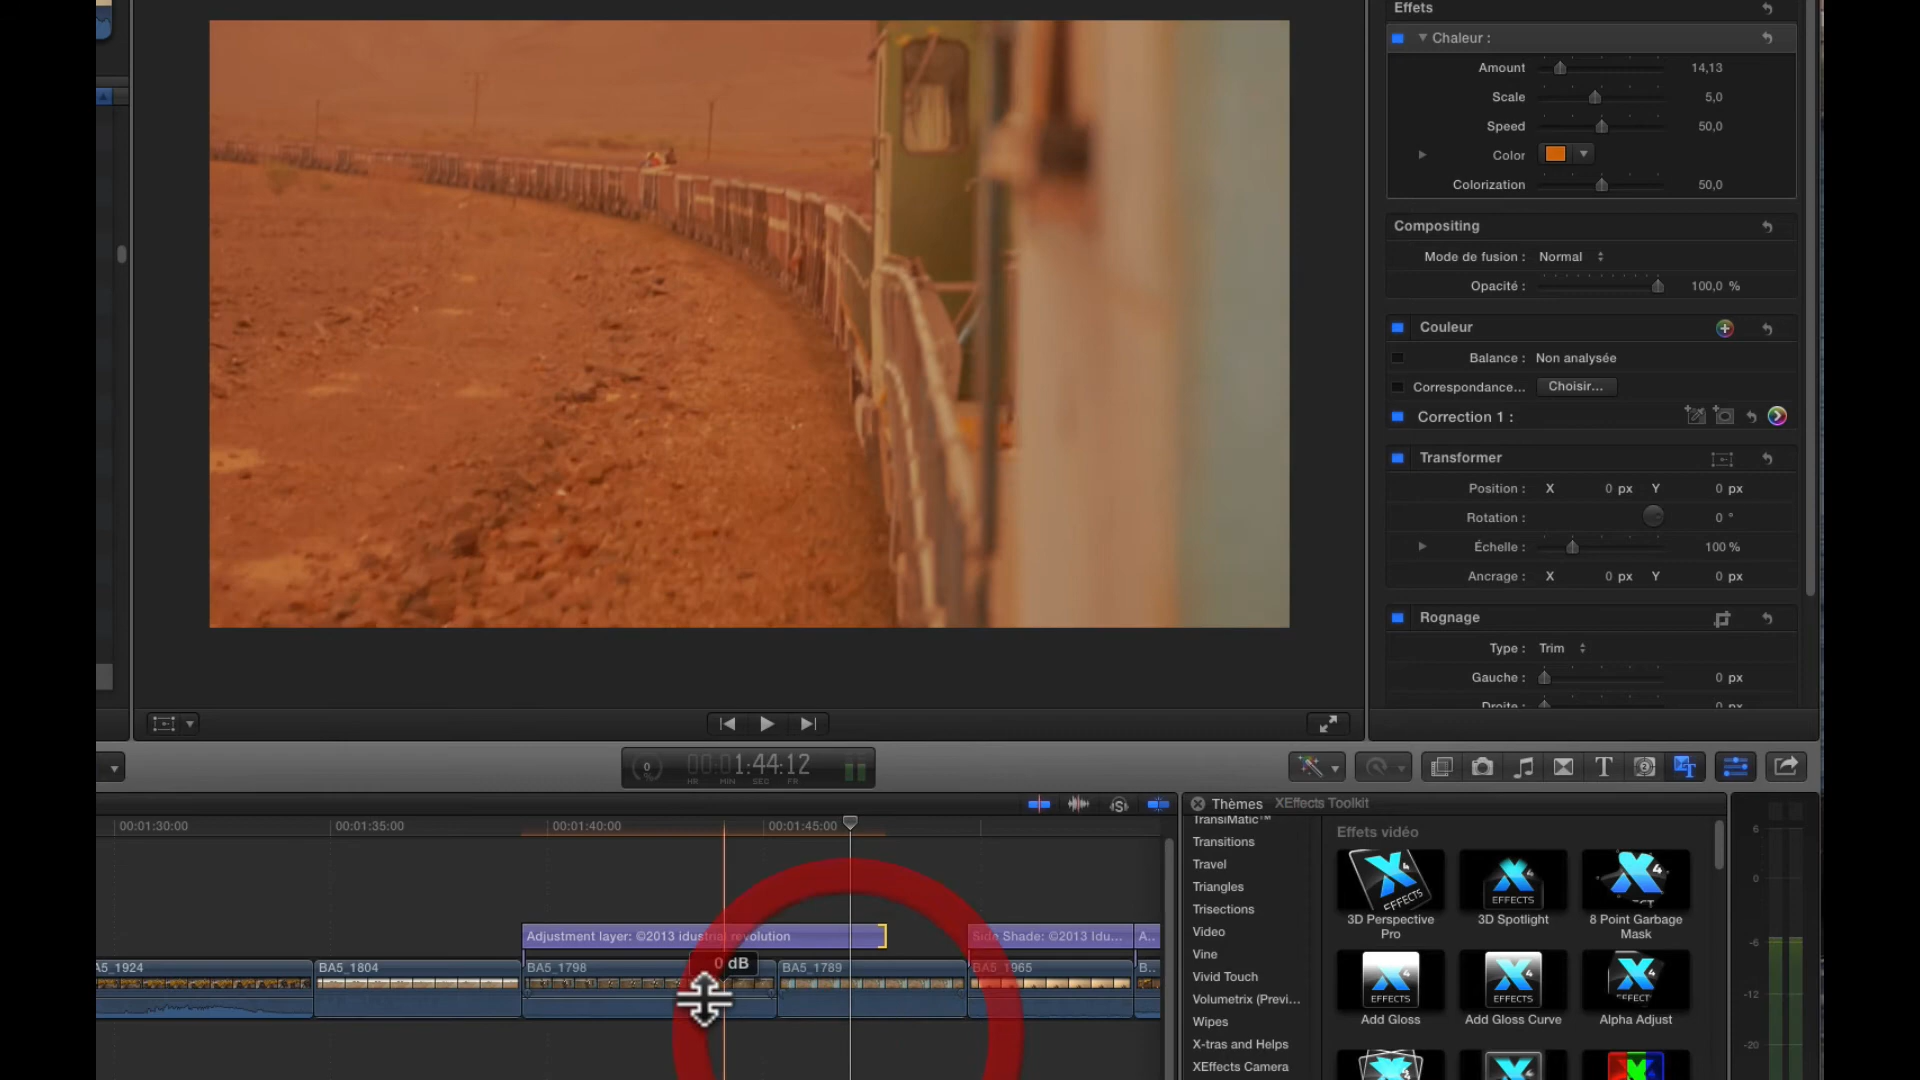 Effets
Chaleur :
Amount 14,13
Scale 5,0
Speed 50,0
Color
Colorization 50,0
Compositing
Mode de fusion : Normal
Opacité : 100,0 %
Couleur
Balance : Non analysée
Correspondance... Choisir...
Correction 1 :
Transformer
Position : X 0 px Y 0 px
Rotation : 0 °
Échelle : 100 %
Ancrage : X 0 px Y 0 px
Rognage
Type : Trim
Gauche : 0 px
Droite : 0 px
0 %
00:01:44:12
HR MIN SEC FR
Thèmes XEffects Toolkit
00:01:30:00 00:01:35:00 00:01:40:00 00:01:45:00
Adjustment layer: ©2013 idustrial revolution
Side Shade: ©2013 Idu... A..
A5_1924 BA5_1804 BA5_1798 BA5_1789 BA5_1965 B..
0 dB
TransiMatic™
Transitions
Travel
Triangles
Trisections
Video
Vine
Vivid Touch
Volumetrix (Previ...
Wipes
X-tras and Helps
XEffects Camera
Effets vidéo
3D Perspective Pro
3D Spotlight
8 Point Garbage Mask
Add Gloss
Add Gloss Curve
Alpha Adjust
6
0
-6
-12
-20